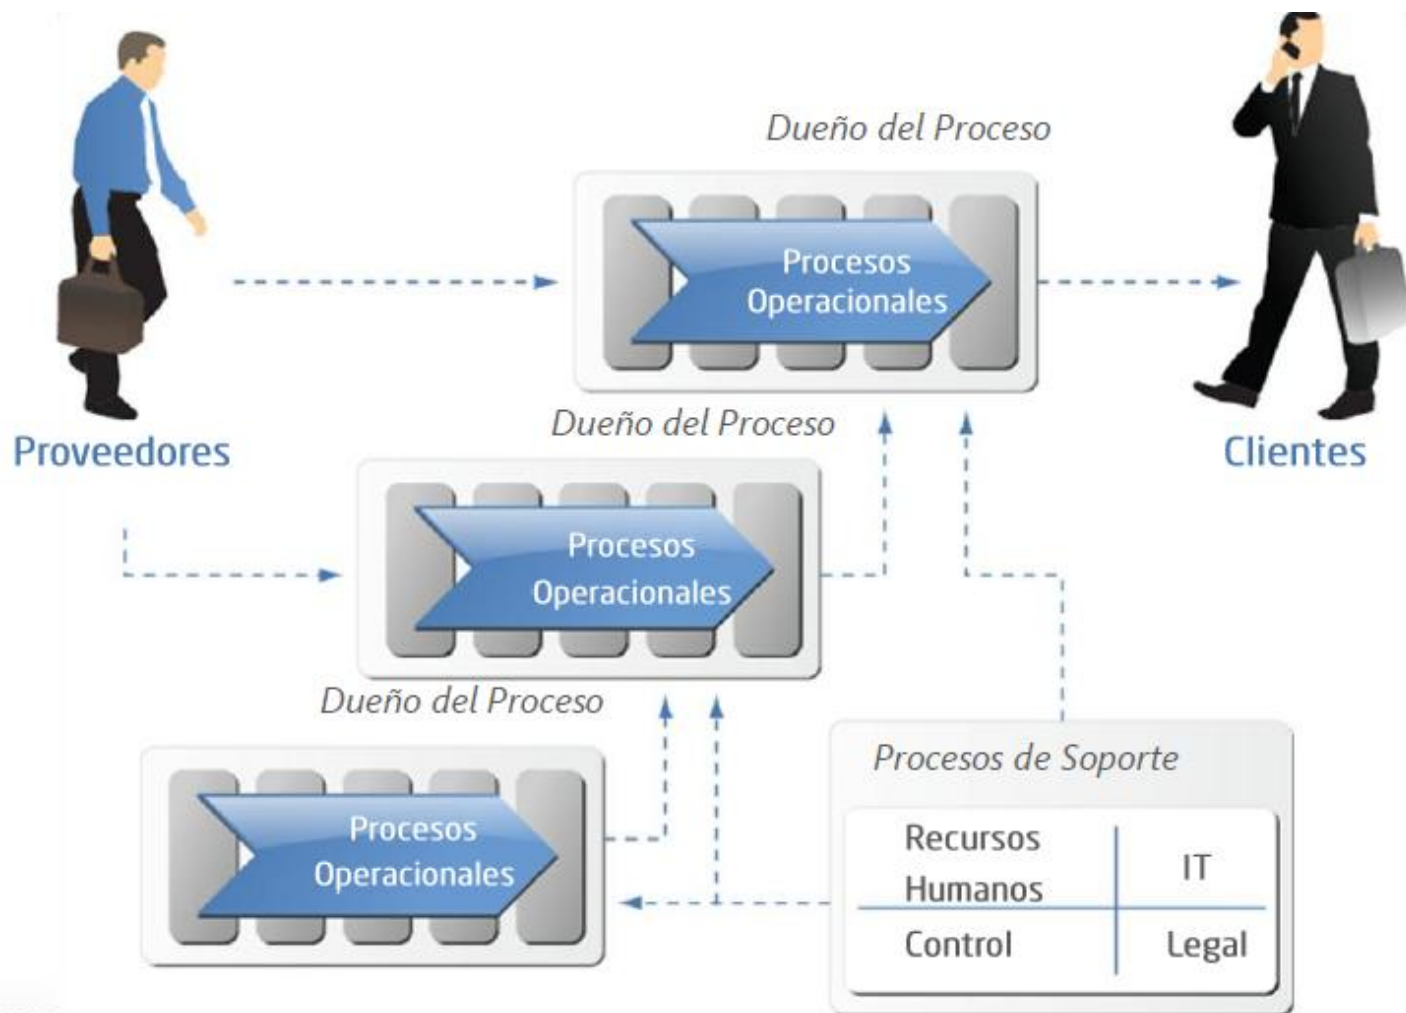 Dueño del Proceso
Procesos
Operacionales
Dueño del Proceso
Proveedores
Clientes
Procesos
Operacionales
Dueño del Proceso
Procesos de Soporte
Procesos
Operacionales
Recursos
Humanos
IT
Control
Legal